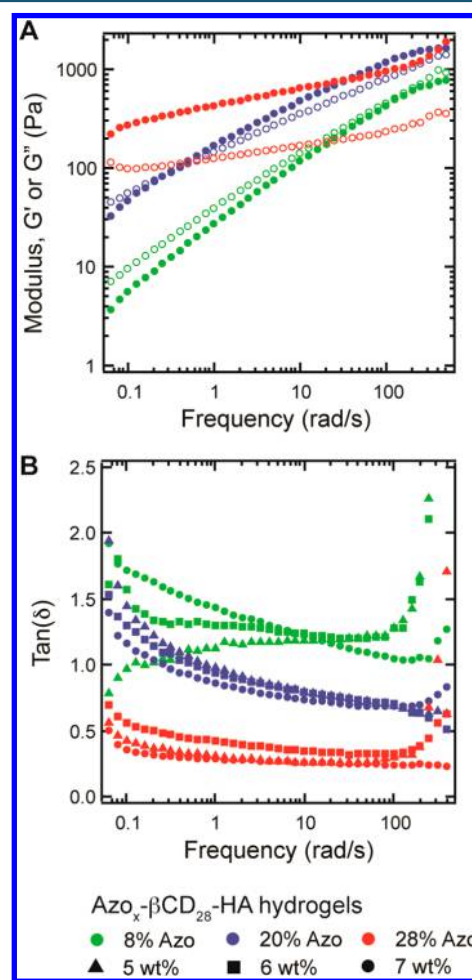 A
Modulus, G' or G" (Pa)
1000
100
10
1
0.1 1 10 100
Frequency (rad/s)
B
Tan(δ)
2.5
2.0
1.5
1.0
0.5
0.0
0.1 1 10 100
Frequency (rad/s)
Azoₓ-βCD₂₈-HA hydrogels
8% Azo 20% Azo 28% Azo
5 wt% 6 wt% 7 wt%